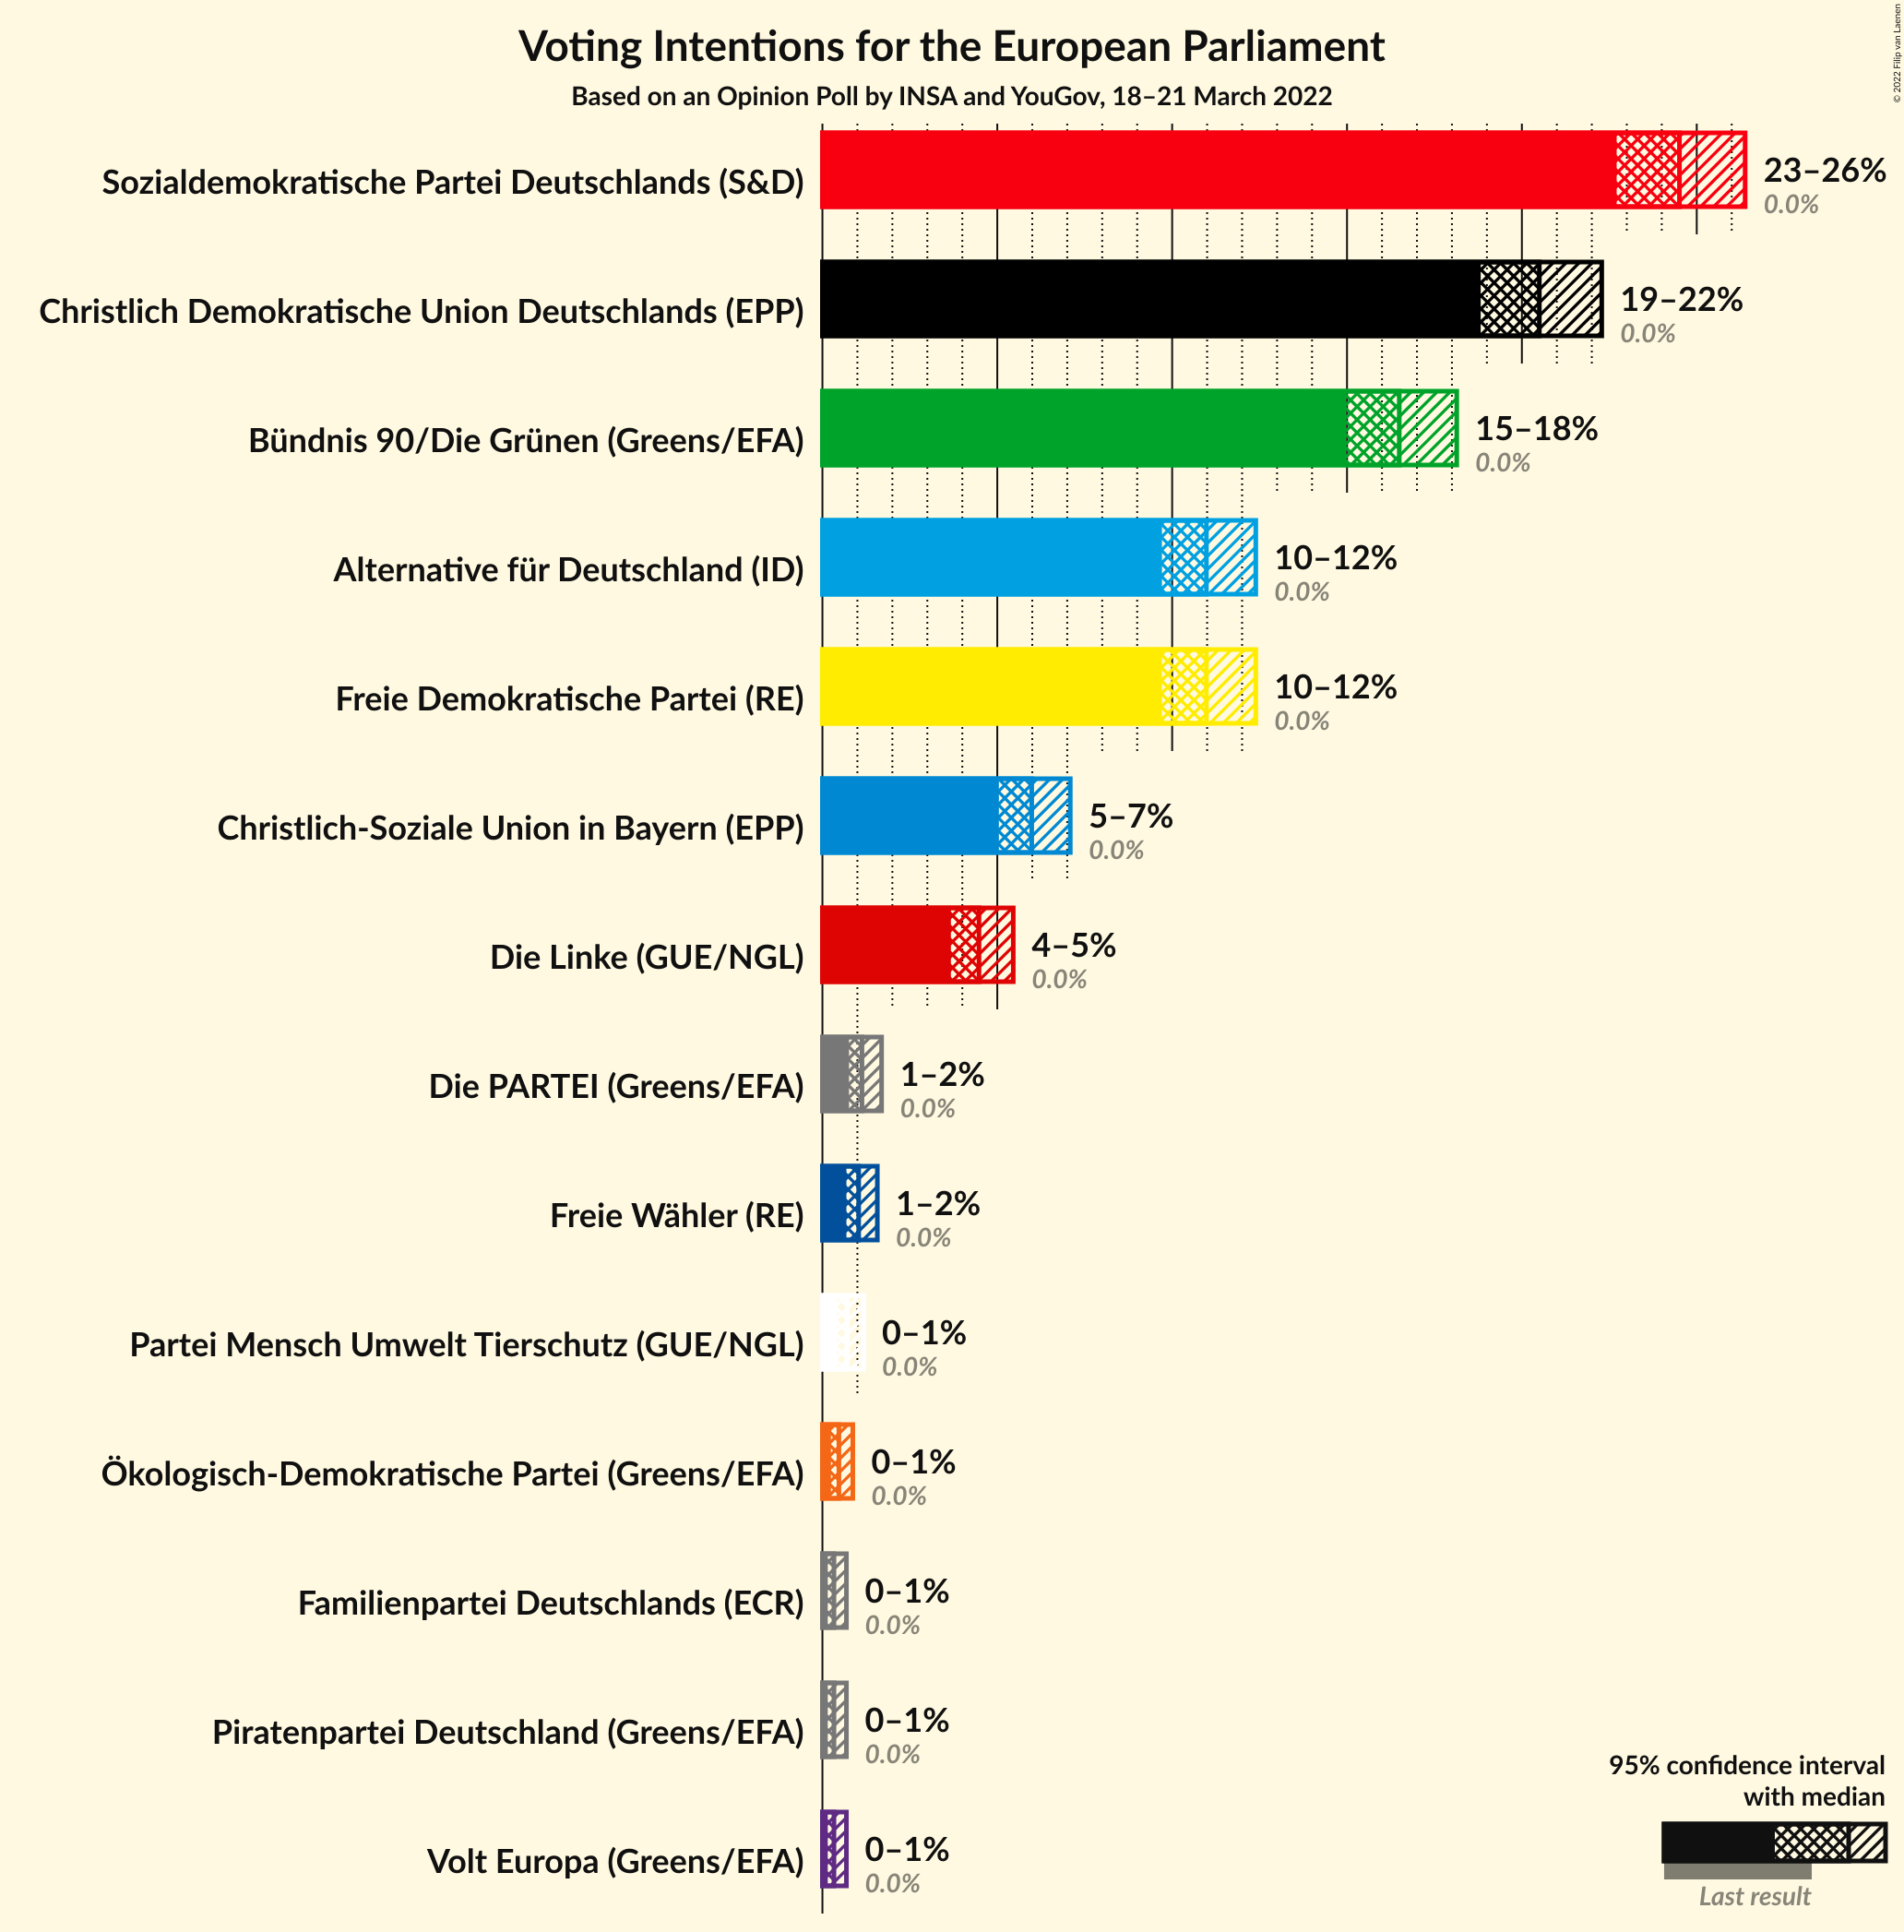 Voting Intentions for the European Parliament
Based on an Opinion Poll by INSA and YouGov, 18–21 March 2022
© 2022 Filip van Laenen
Sozialdemokratische Partei Deutschlands (S&D)
23–26%
0.0%
Christlich Demokratische Union Deutschlands (EPP)
19–22%
0.0%
Bündnis 90/Die Grünen (Greens/EFA)
15–18%
0.0%
Alternative für Deutschland (ID)
10–12%
0.0%
Freie Demokratische Partei (RE)
10–12%
0.0%
Christlich-Soziale Union in Bayern (EPP)
5–7%
0.0%
Die Linke (GUE/NGL)
4–5%
0.0%
Die PARTEI (Greens/EFA)
1–2%
0.0%
Freie Wähler (RE)
1–2%
0.0%
Partei Mensch Umwelt Tierschutz (GUE/NGL)
0–1%
0.0%
Ökologisch-Demokratische Partei (Greens/EFA)
0–1%
0.0%
Familienpartei Deutschlands (ECR)
0–1%
0.0%
Piratenpartei Deutschland (Greens/EFA)
0–1%
0.0%
Volt Europa (Greens/EFA)
0–1%
0.0%
95% confidence interval
with median
Last result